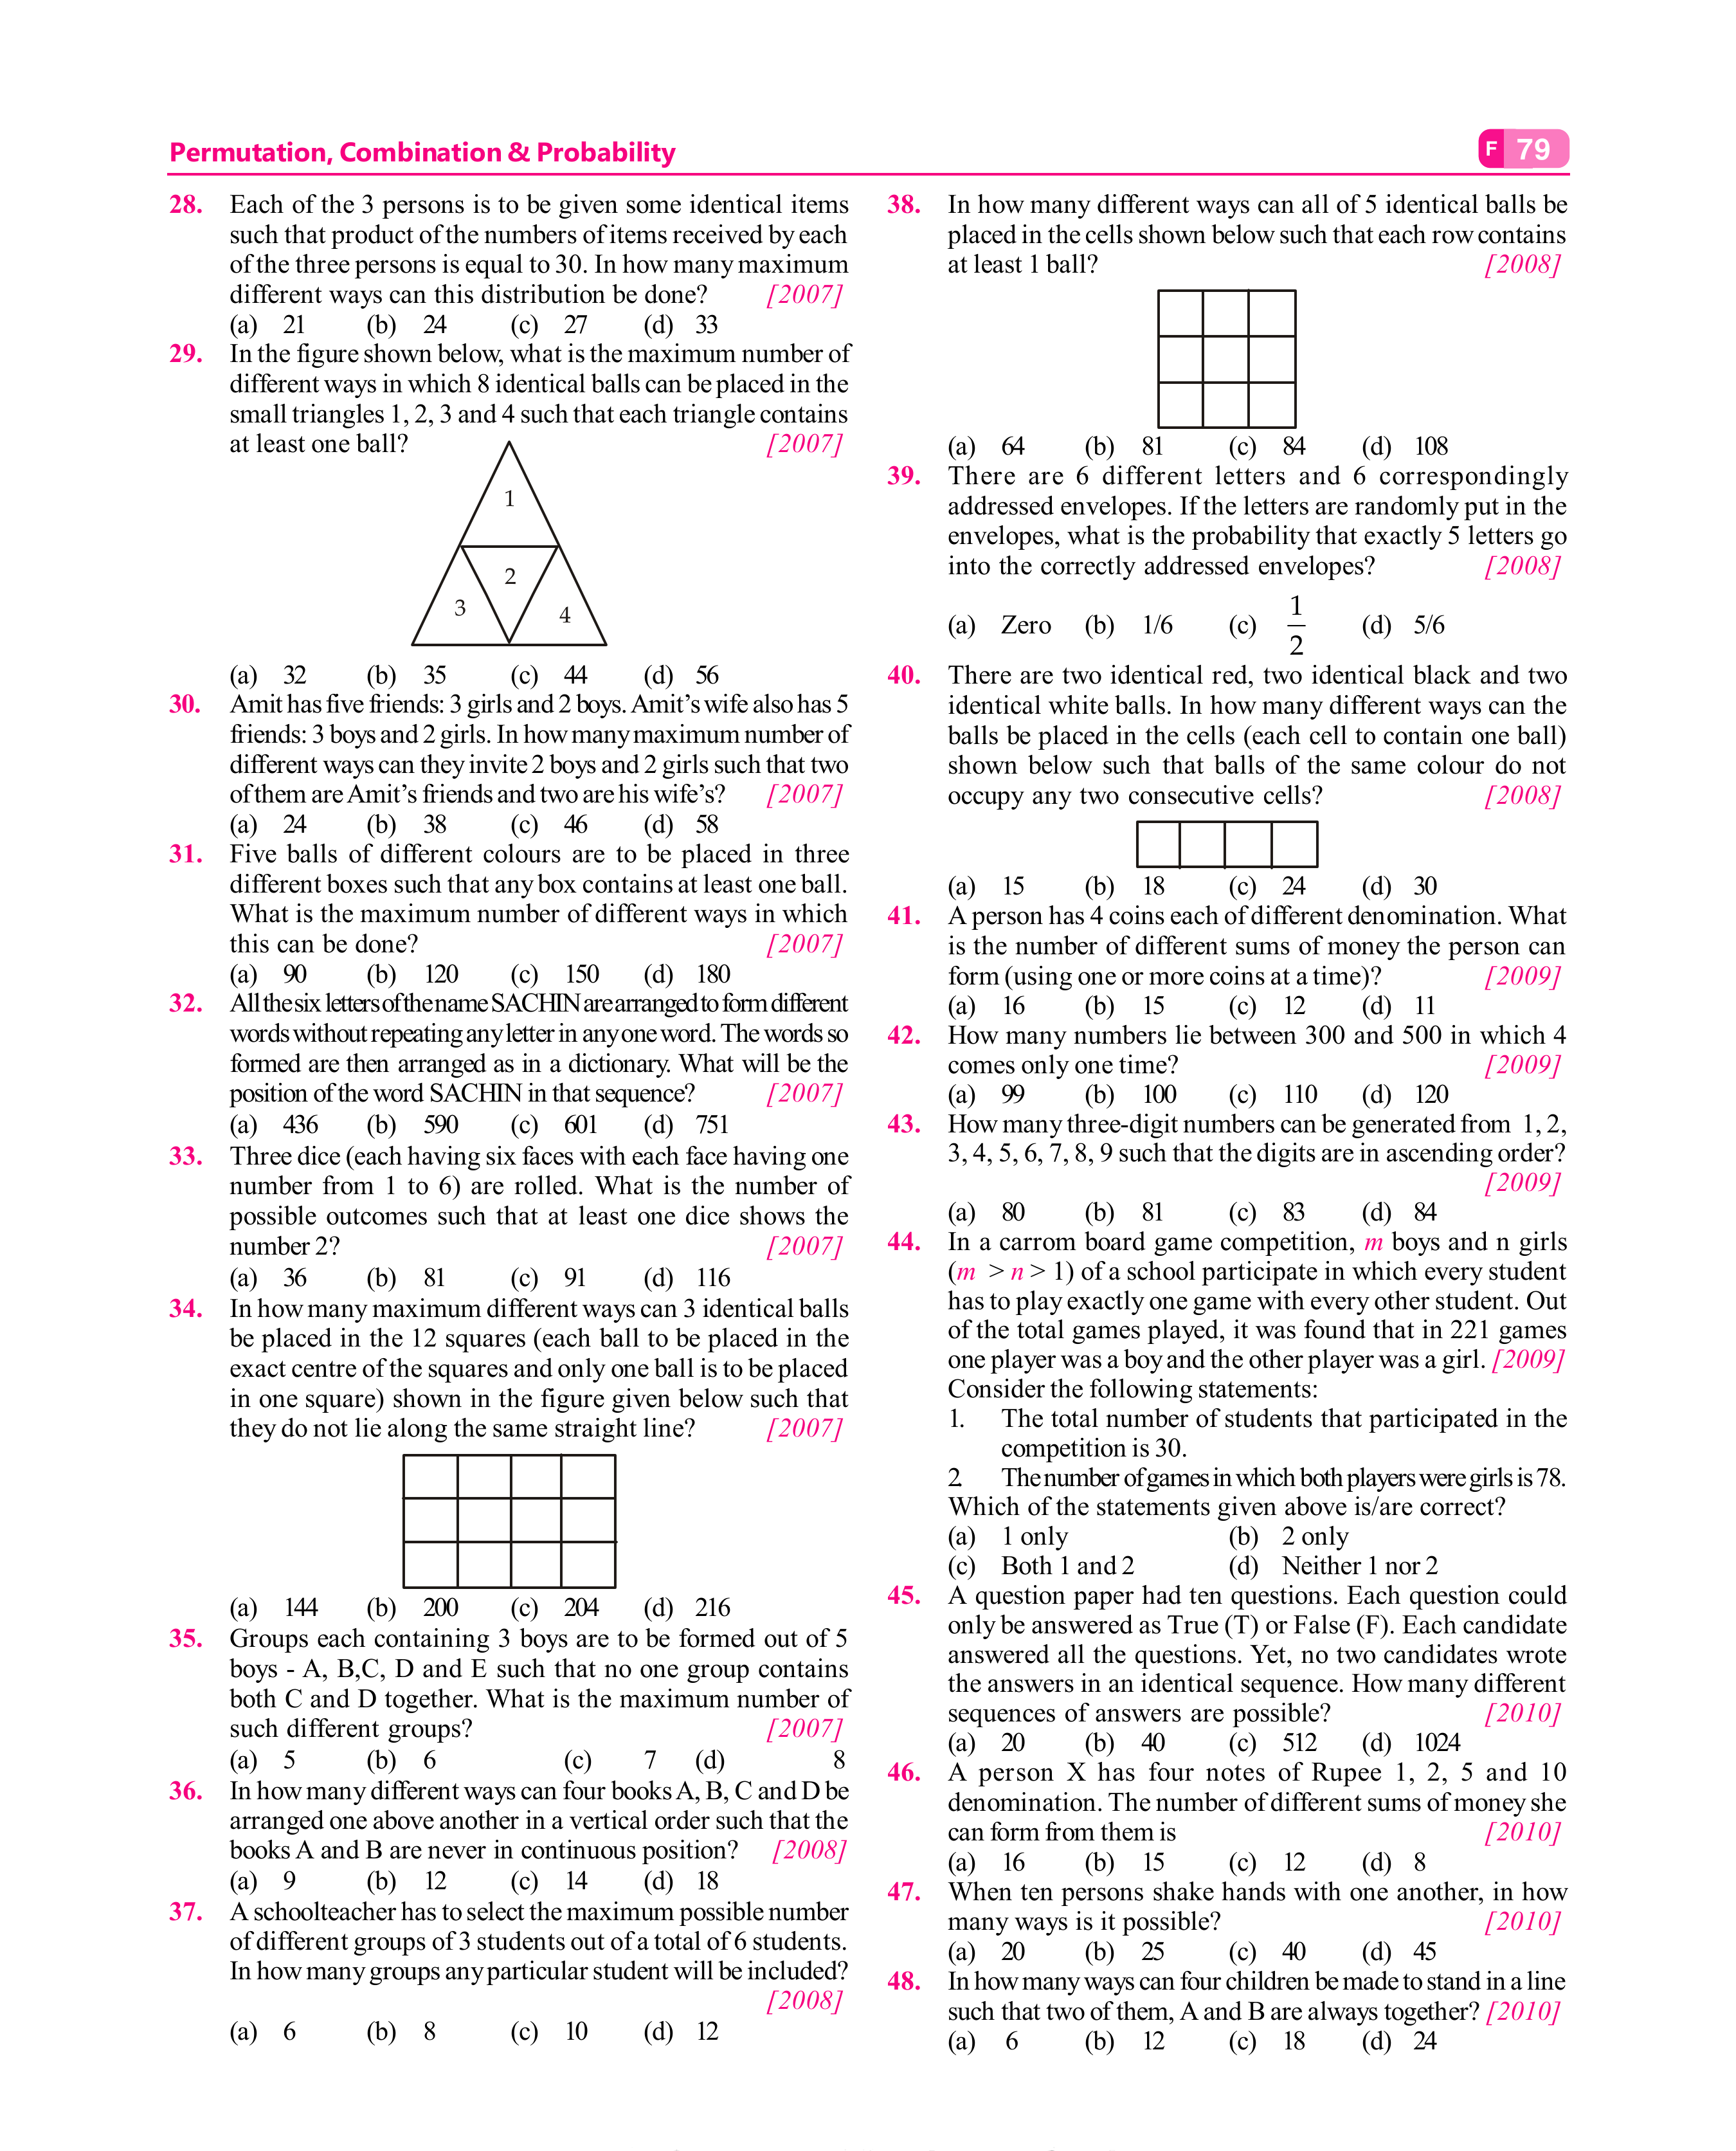 Permutation, Combination & Probability
F 79
28. Each of the 3 persons is to be given some identical items
such that product of the numbers of items received by each
of the three persons is equal to 30. In how many maximum
different ways can this distribution be done? [2007]
(a) 21 (b) 24 (c) 27 (d) 33
29. In the figure shown below, what is the maximum number of
different ways in which 8 identical balls can be placed in the
small triangles 1, 2, 3 and 4 such that each triangle contains
at least one ball? [2007]
1
2
3
4
(a) 32 (b) 35 (c) 44 (d) 56
30. Amit has five friends: 3 girls and 2 boys. Amit's wife also has 5
friends: 3 boys and 2 girls. In how many maximum number of
different ways can they invite 2 boys and 2 girls such that two
of them are Amit's friends and two are his wife's? [2007]
(a) 24 (b) 38 (c) 46 (d) 58
31. Five balls of different colours are to be placed in three
different boxes such that any box contains at least one ball.
What is the maximum number of different ways in which
this can be done? [2007]
(a) 90 (b) 120 (c) 150 (d) 180
32. All the six letters of the name SACHIN are arranged to form different
words without repeating any letter in any one word. The words so
formed are then arranged as in a dictionary. What will be the
position of the word SACHIN in that sequence? [2007]
(a) 436 (b) 590 (c) 601 (d) 751
33. Three dice (each having six faces with each face having one
number from 1 to 6) are rolled. What is the number of
possible outcomes such that at least one dice shows the
number 2? [2007]
(a) 36 (b) 81 (c) 91 (d) 116
34. In how many maximum different ways can 3 identical balls
be placed in the 12 squares (each ball to be placed in the
exact centre of the squares and only one ball is to be placed
in one square) shown in the figure given below such that
they do not lie along the same straight line? [2007]
(a) 144 (b) 200 (c) 204 (d) 216
35. Groups each containing 3 boys are to be formed out of 5
boys - A, B,C, D and E such that no one group contains
both C and D together. What is the maximum number of
such different groups? [2007]
(a) 5 (b) 6 (c) 7 (d) 8
36. In how many different ways can four books A, B, C and D be
arranged one above another in a vertical order such that the
books A and B are never in continuous position? [2008]
(a) 9 (b) 12 (c) 14 (d) 18
37. A schoolteacher has to select the maximum possible number
of different groups of 3 students out of a total of 6 students.
In how many groups any particular student will be included?
[2008]
(a) 6 (b) 8 (c) 10 (d) 12
38. In how many different ways can all of 5 identical balls be
placed in the cells shown below such that each row contains
at least 1 ball? [2008]
(a) 64 (b) 81 (c) 84 (d) 108
39. There are 6 different letters and 6 correspondingly
addressed envelopes. If the letters are randomly put in the
envelopes, what is the probability that exactly 5 letters go
into the correctly addressed envelopes? [2008]
(a) Zero (b) 1/6 (c) 1/2 (d) 5/6
40. There are two identical red, two identical black and two
identical white balls. In how many different ways can the
balls be placed in the cells (each cell to contain one ball)
shown below such that balls of the same colour do not
occupy any two consecutive cells? [2008]
(a) 15 (b) 18 (c) 24 (d) 30
41. A person has 4 coins each of different denomination. What
is the number of different sums of money the person can
form (using one or more coins at a time)? [2009]
(a) 16 (b) 15 (c) 12 (d) 11
42. How many numbers lie between 300 and 500 in which 4
comes only one time? [2009]
(a) 99 (b) 100 (c) 110 (d) 120
43. How many three-digit numbers can be generated from 1, 2,
3, 4, 5, 6, 7, 8, 9 such that the digits are in ascending order?
[2009]
(a) 80 (b) 81 (c) 83 (d) 84
44. In a carrom board game competition, m boys and n girls
(m > n > 1) of a school participate in which every student
has to play exactly one game with every other student. Out
of the total games played, it was found that in 221 games
one player was a boy and the other player was a girl. [2009]
Consider the following statements:
1. The total number of students that participated in the
competition is 30.
2. The number of games in which both players were girls is 78.
Which of the statements given above is/are correct?
(a) 1 only (b) 2 only
(c) Both 1 and 2 (d) Neither 1 nor 2
45. A question paper had ten questions. Each question could
only be answered as True (T) or False (F). Each candidate
answered all the questions. Yet, no two candidates wrote
the answers in an identical sequence. How many different
sequences of answers are possible? [2010]
(a) 20 (b) 40 (c) 512 (d) 1024
46. A person X has four notes of Rupee 1, 2, 5 and 10
denomination. The number of different sums of money she
can form from them is [2010]
(a) 16 (b) 15 (c) 12 (d) 8
47. When ten persons shake hands with one another, in how
many ways is it possible? [2010]
(a) 20 (b) 25 (c) 40 (d) 45
48. In how many ways can four children be made to stand in a line
such that two of them, A and B are always together? [2010]
(a) 6 (b) 12 (c) 18 (d) 24